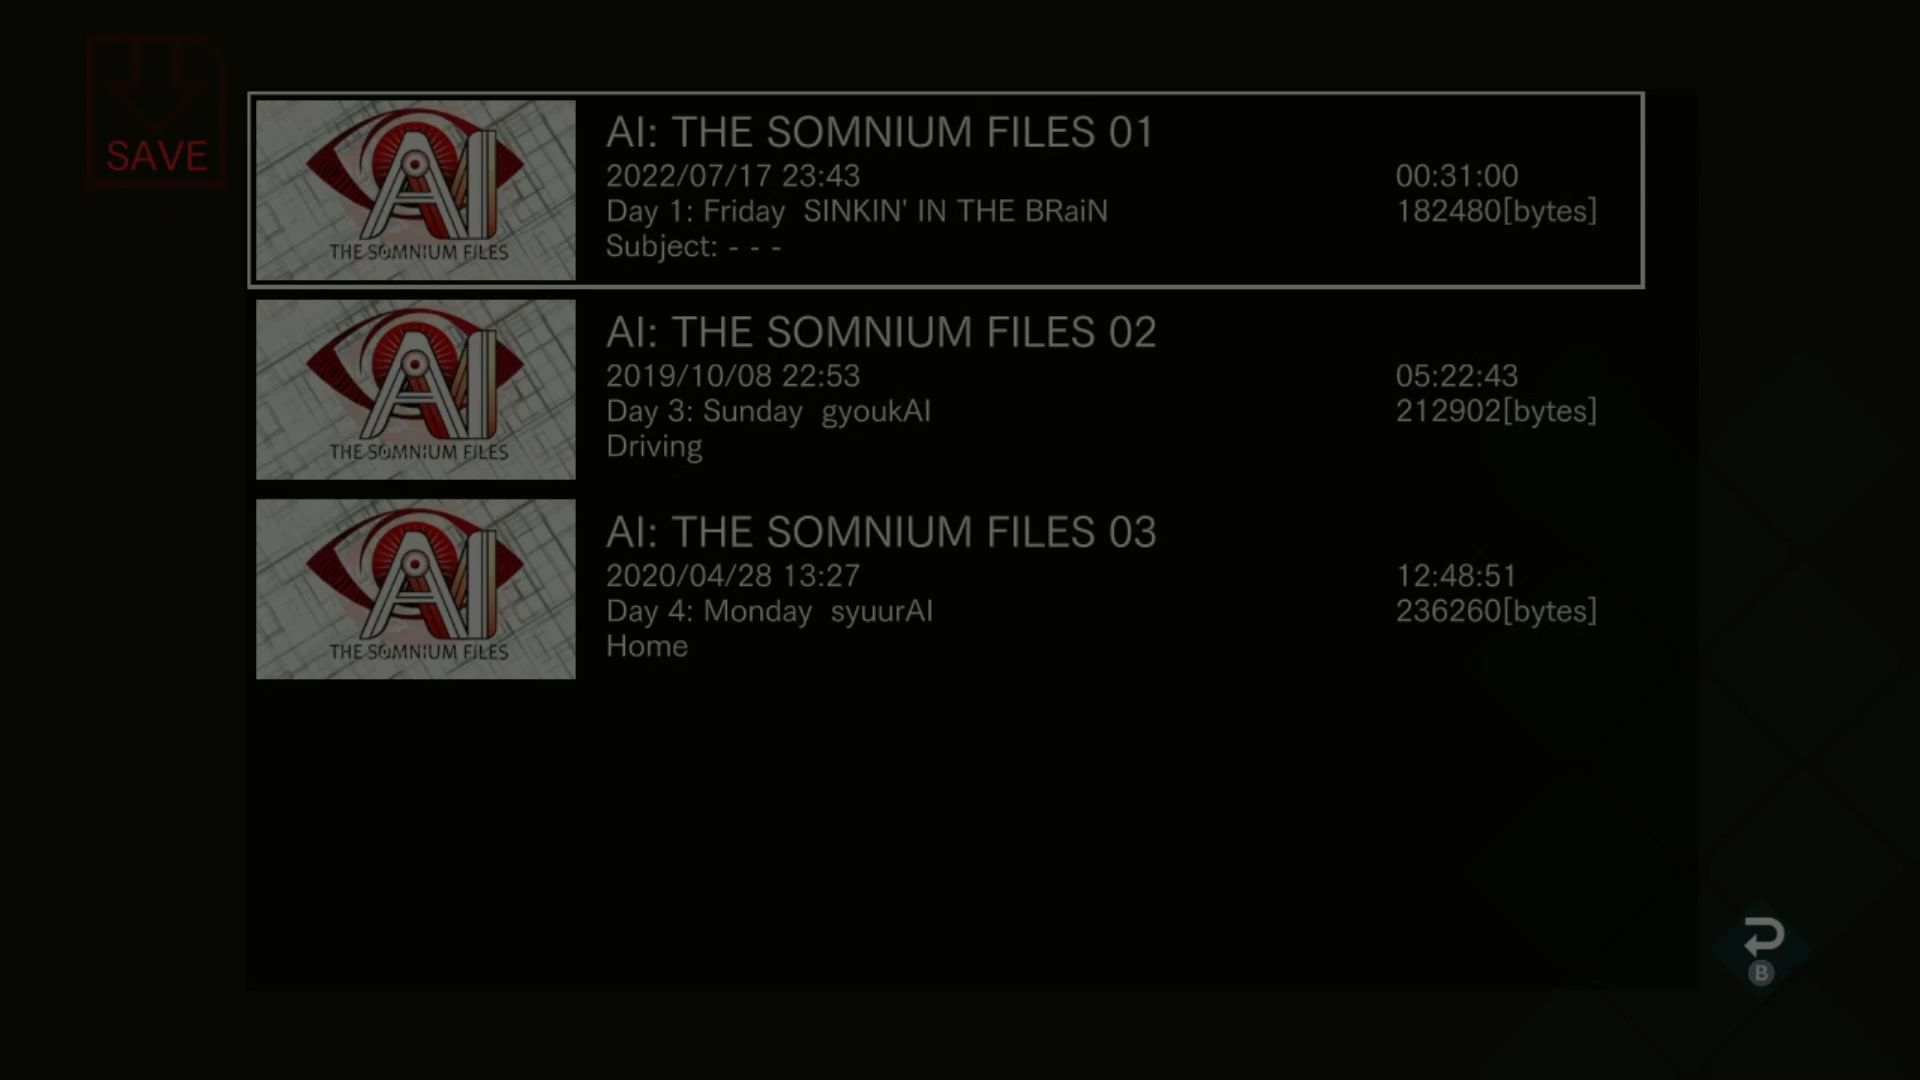 SAVE
AI
THE SOMNIUM FILES
AI: THE SOMNIUM FILES 01
2022/07/17 23:43
00:31:00
Day 1: Friday  SINKIN' IN THE BRaiN
182480[bytes]
Subject: - - -
AI
THE SOMNIUM FILES
AI: THE SOMNIUM FILES 02
2019/10/08 22:53
05:22:43
Day 3: Sunday  gyoukAI
212902[bytes]
Driving
AI
THE SOMNIUM FILES
AI: THE SOMNIUM FILES 03
2020/04/28 13:27
12:48:51
Day 4: Monday  syuurAI
236260[bytes]
Home
B